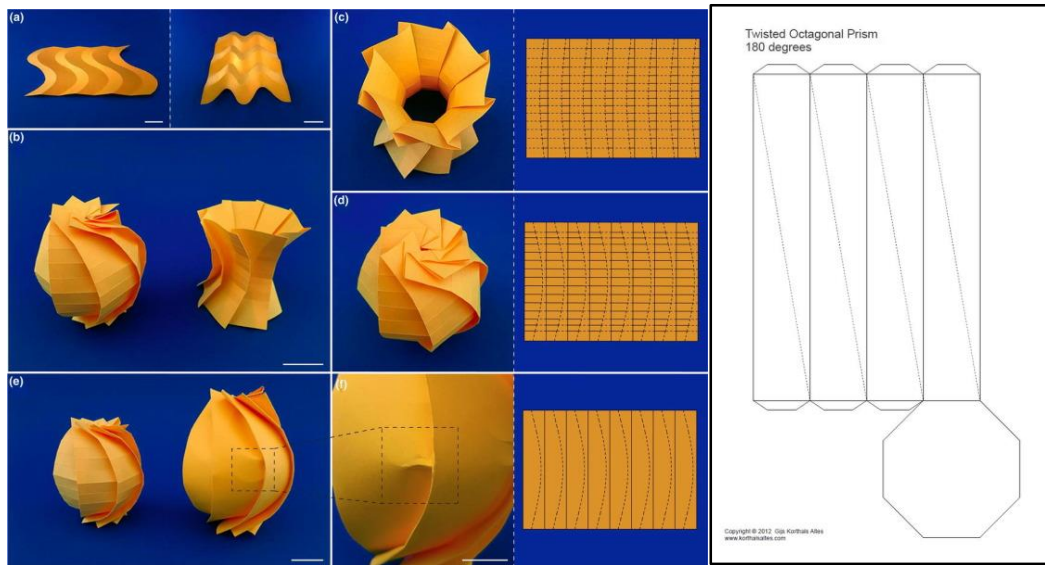 (a)
(c)
(b)
(d)
(e)
(f)
Twisted Octagonal Prism
180 degrees
Copyright © 2012 Gijs Korthals Altes
www.korthalsaltes.com